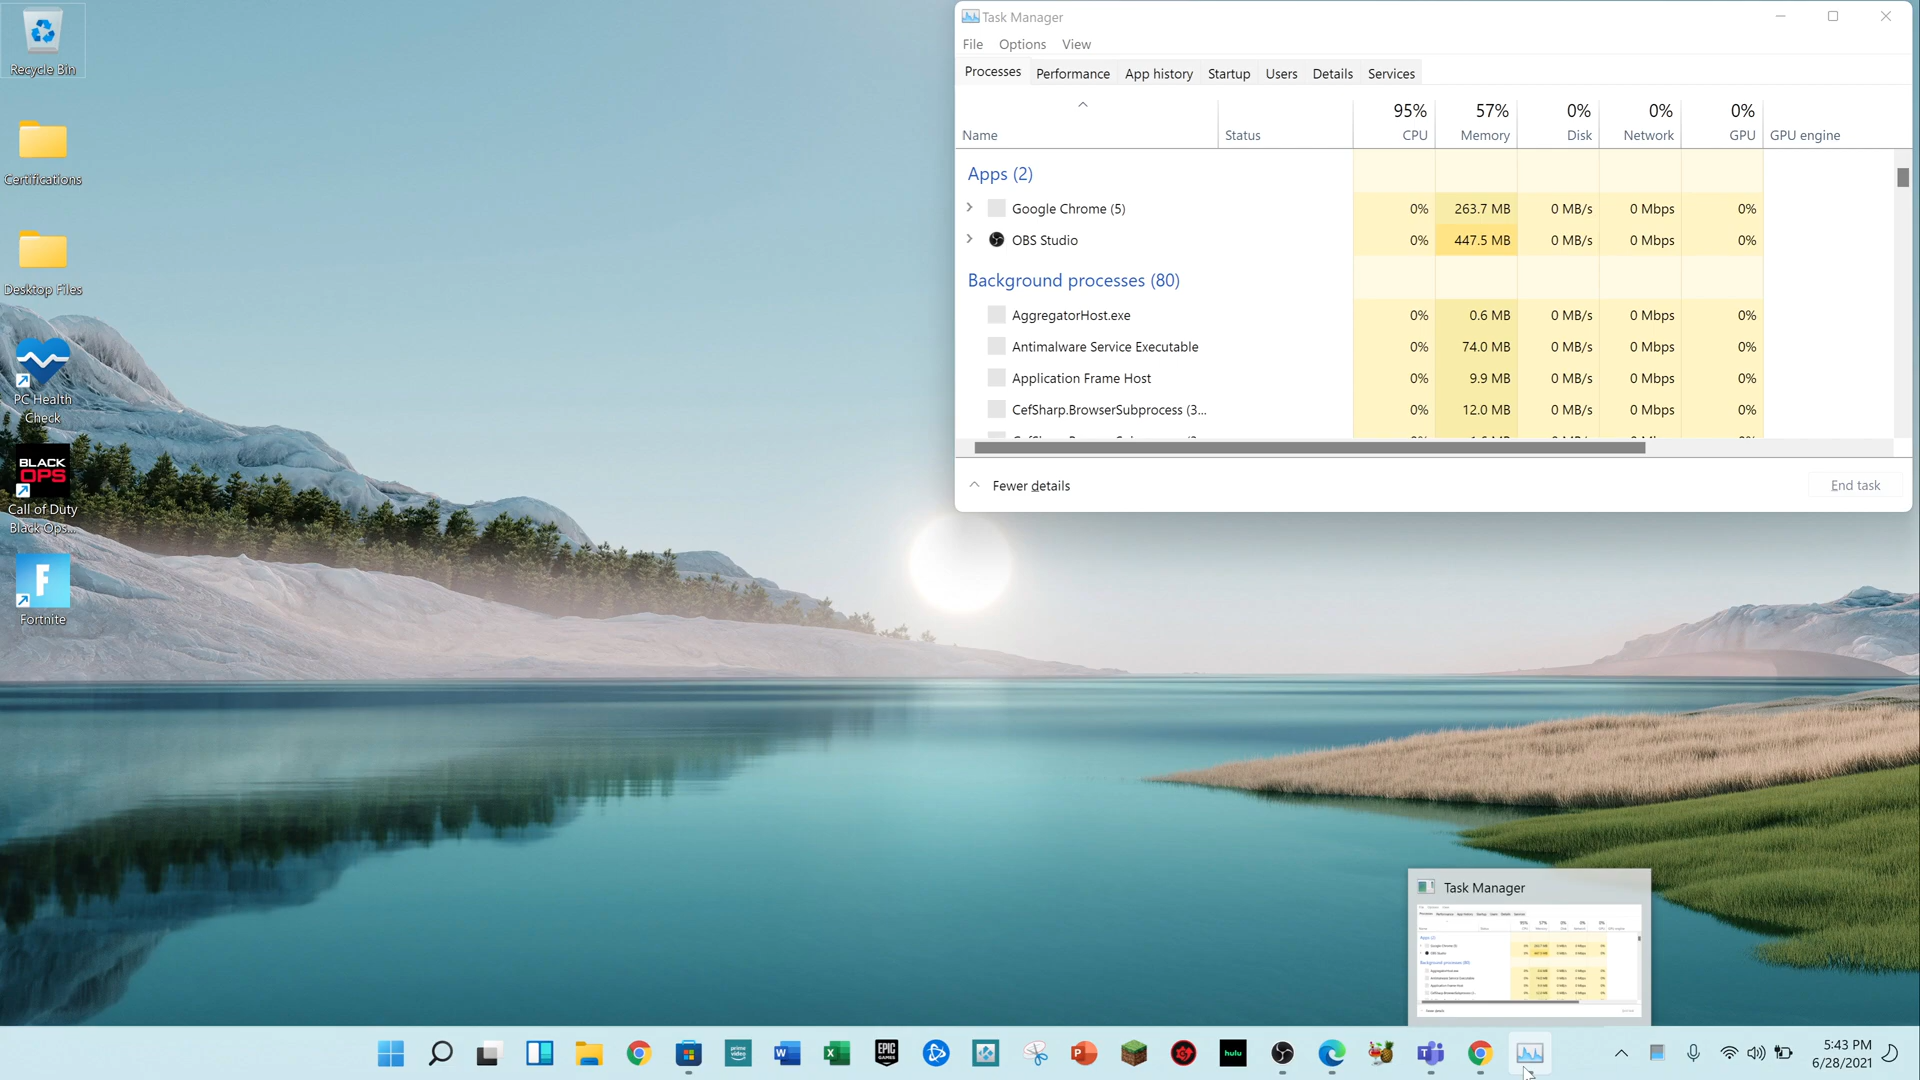 Recycle Bin
Certifications
Desktop Files
PC Health
Check
BLACK
OPS
Call of Duty
Black Ops...
F
Fortnite
Task Manager
File Options View
Processes Performance App history Startup Users Details Services
95% 57% 0% 0% 0%
Name Status CPU Memory Disk Network GPU GPU engine
Apps (2)
Google Chrome (5) 0% 263.7 MB 0 MB/s 0 Mbps 0%
OBS Studio 0% 447.5 MB 0 MB/s 0 Mbps 0%
Background processes (80)
AggregatorHost.exe 0% 0.6 MB 0 MB/s 0 Mbps 0%
Antimalware Service Executable 0% 74.0 MB 0 MB/s 0 Mbps 0%
Application Frame Host 0% 9.9 MB 0 MB/s 0 Mbps 0%
CefSharp.BrowserSubprocess (3... 0% 12.0 MB 0 MB/s 0 Mbps 0%
Fewer details End task
Task Manager
prime
video
W
X
EPIC
GAMES
P
hulu
T
5:43 PM
6/28/2021